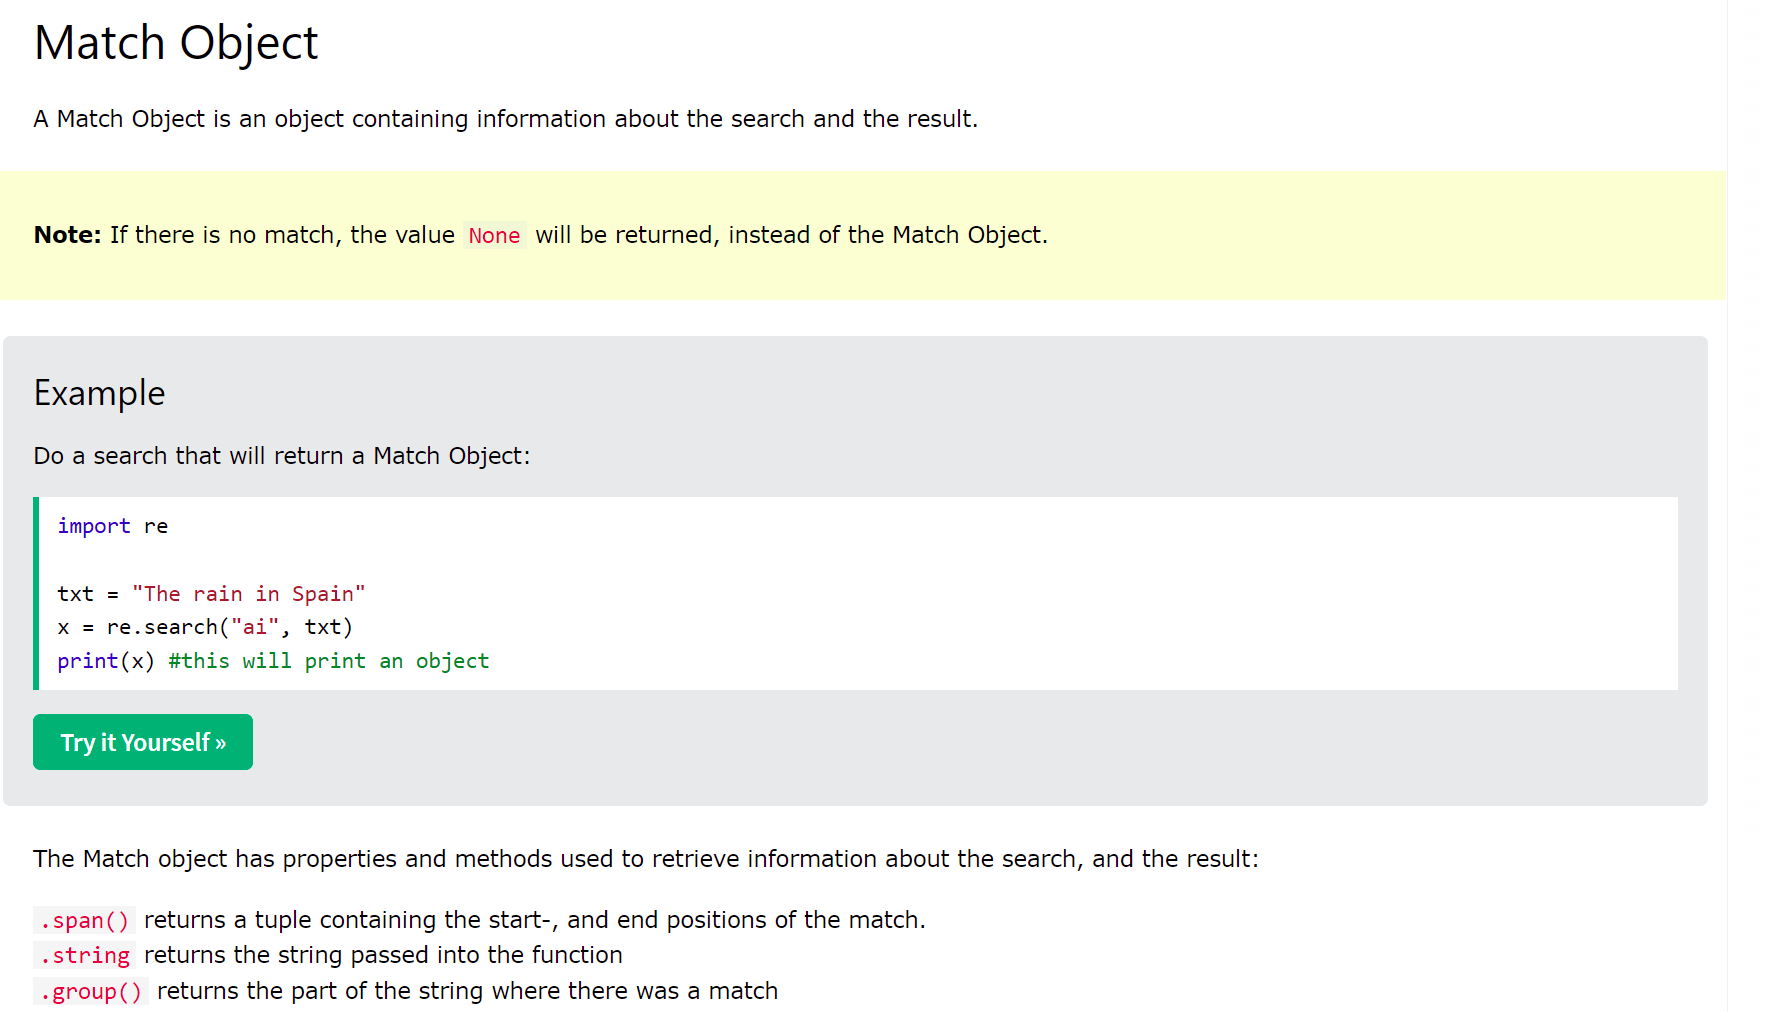 Match Object
A Match Object is an object containing information about the search and the result.
Note: If there is no match, the value None will be returned, instead of the Match Object.
Example
Do a search that will return a Match Object:
import re
txt = "The rain in Spain"
x = re.search("ai", txt)
print(x) #this will print an object
Try it Yourself »
The Match object has properties and methods used to retrieve information about the search, and the result:
.span() returns a tuple containing the start-, and end positions of the match.
.string returns the string passed into the function
.group() returns the part of the string where there was a match